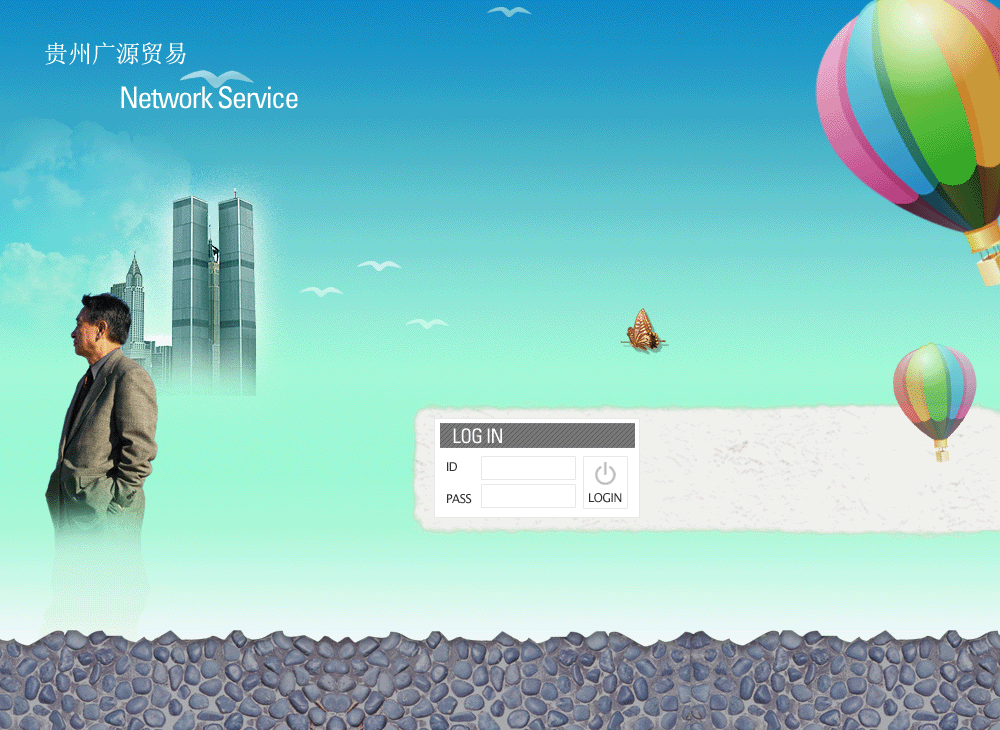 贵州广源贸易
Network Service
LOG IN
ID
PASS
LOGIN